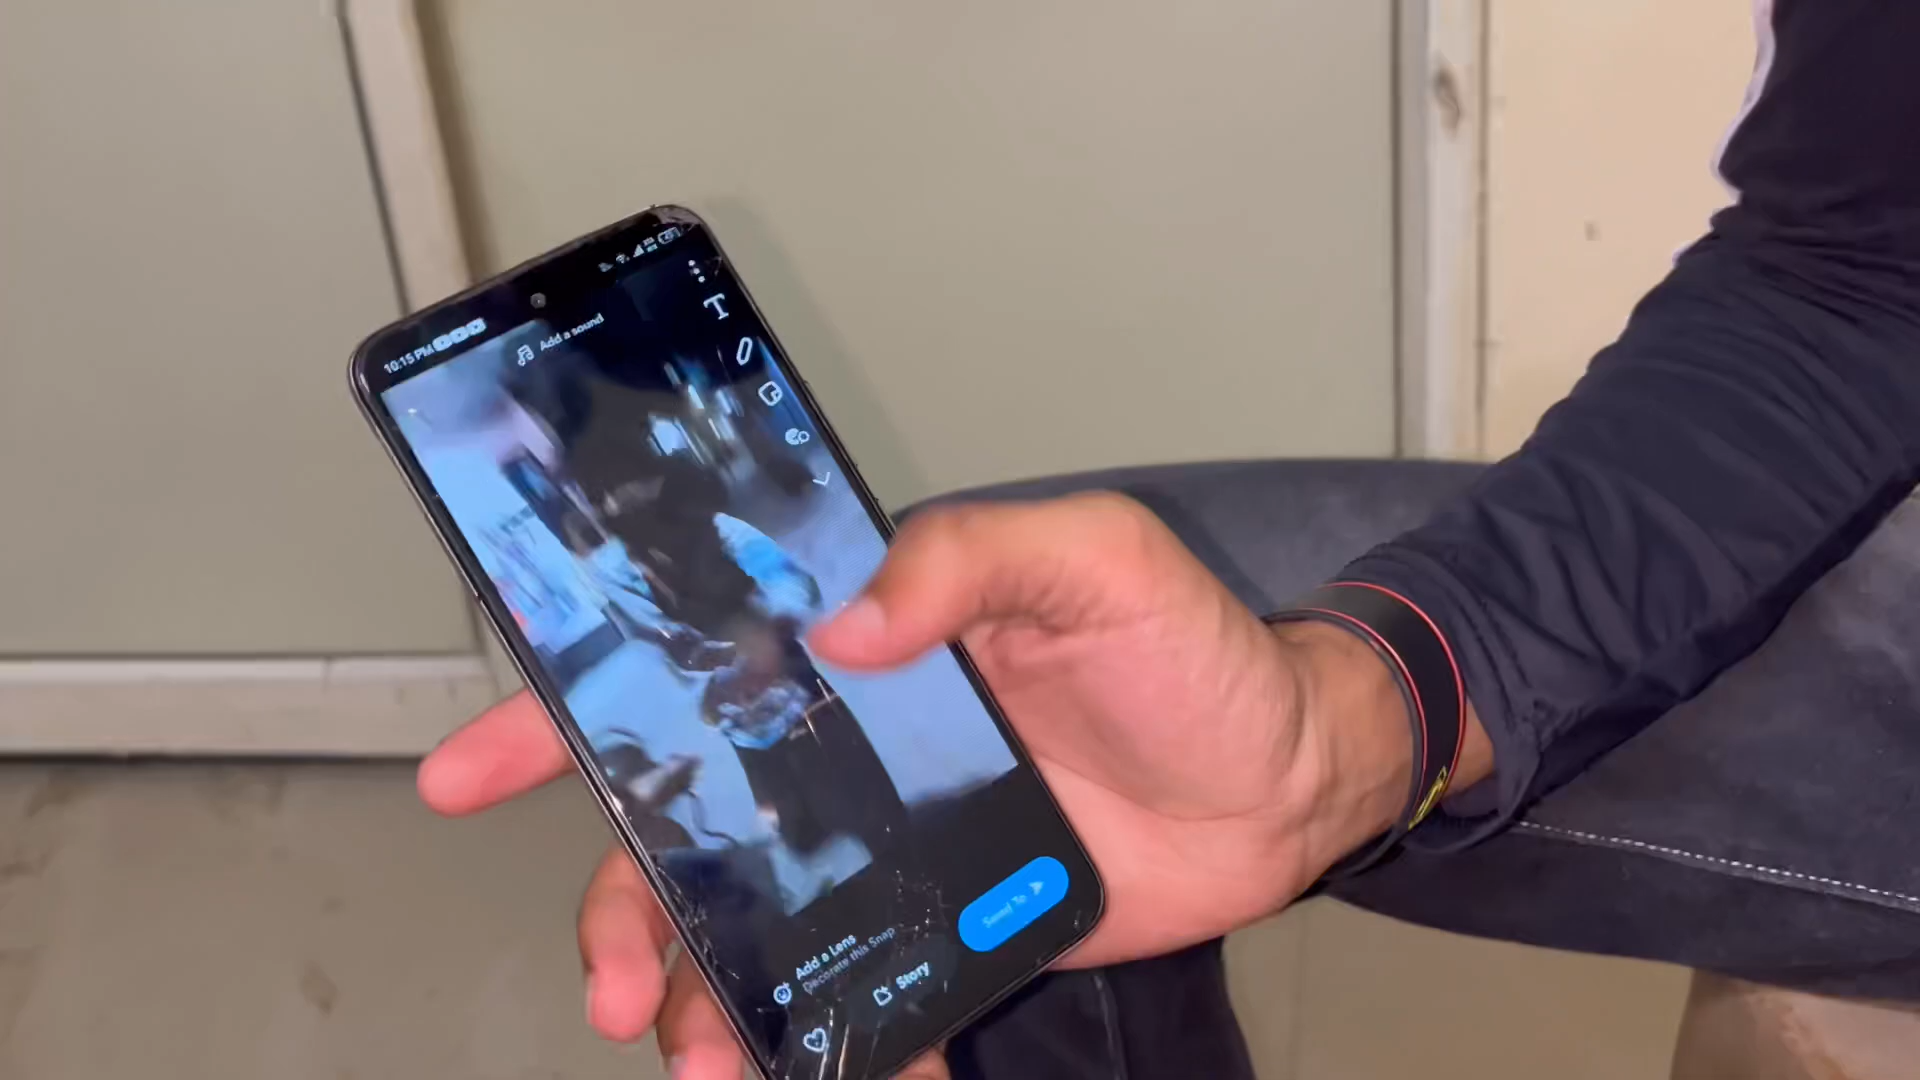 10:15 PM
Add a sound
T
Send To
Add a Lens
Decorate this Snap
Story